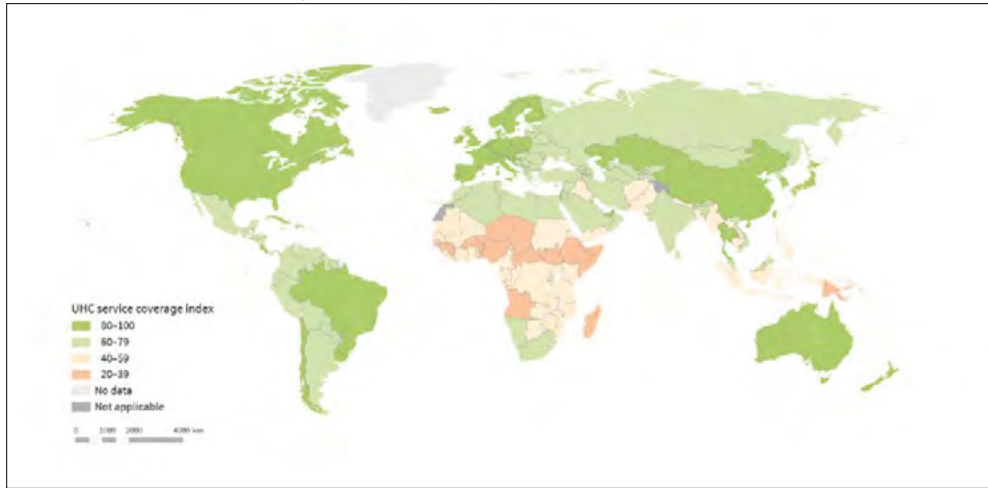 UHC service coverage index
80–100
60–79
40–59
20–39
No data
Not applicable
0 1000 2000 4000 km